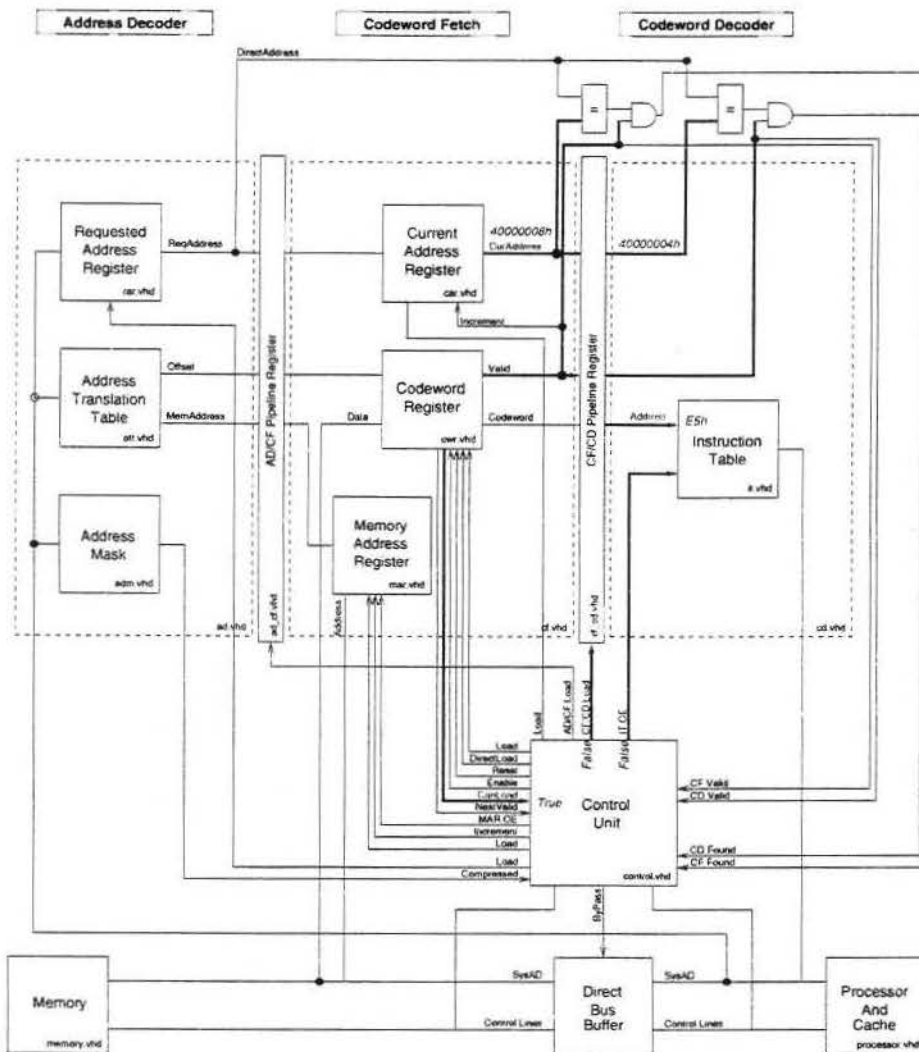 Address Decoder
Codeword Fetch
Codeword Decoder
DirectAddress
=
=
Requested
Address
Register
rar.vhd
ReqAddress
Current
Address
Register
car.vhd
40000008h
CurAddress
40000004h
Increment
AD/CF Pipeline Register
CF/CD Pipeline Register
Address
Translation
Table
att.vhd
Offset
MemAddress
Data
Codeword
Register
cwr.vhd
Valid
Codeword
Address
E5h
Instruction
Table
it.vhd
Address
Mask
adm.vhd
Memory
Address
Register
mar.vhd
Address
ad.vhd
ad_cf.vhd
cf.vhd
cf_cd.vhd
cd.vhd
Load
AD/CF Load
CF/CD Load
IT OE
False
False
Load
DirectLoad
Reset
Enable
CanLoad
NextValid
MAR OE
Increment
Load
Load
Compressed
True
Control
Unit
control.vhd
CF Valid
CD Valid
CD Found
CF Found
ByPass
Memory
memory.vhd
SysAD
Control Lines
Direct
Bus
Buffer
SysAD
Control Lines
Processor
And
Cache
processor.vhd